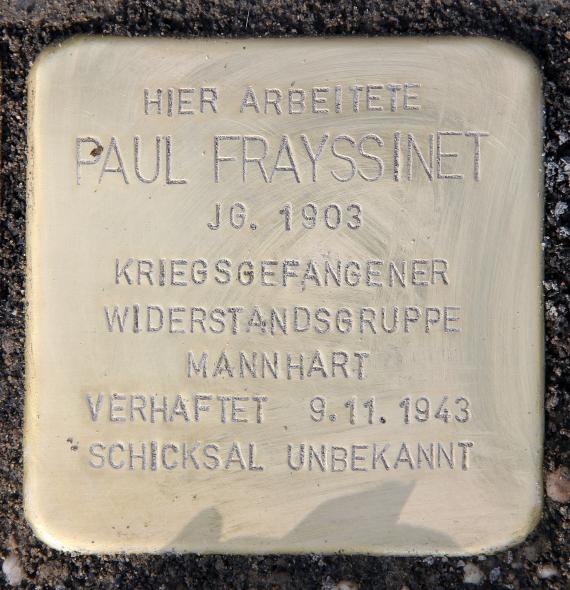 HIER ARBEITETE
PAUL FRAYSSINET
JG. 1903
KRIEGSGEFANGENER
WIDERSTANDSGRUPPE
MANNHART
VERHAFTET 9.11.1943
SCHICKSAL UNBEKANNT